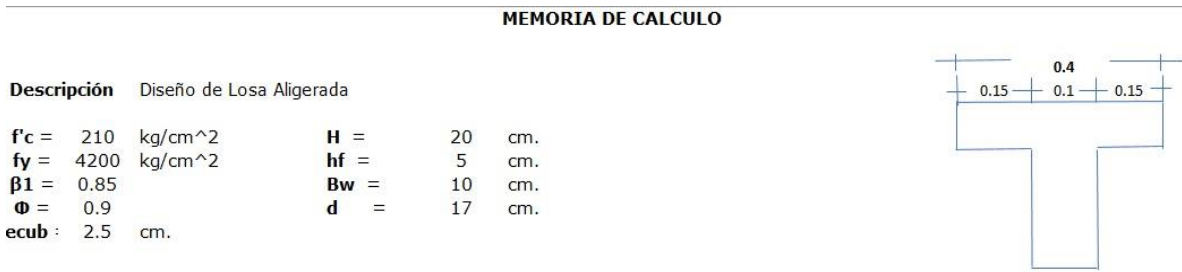 MEMORIA DE CALCULO
0.4
0.15 0.1 0.15
Descripción Diseño de Losa Aligerada
f'c = 210 kg/cm^2 H = 20 cm.
fy = 4200 kg/cm^2 hf = 5 cm.
β1 = 0.85 Bw = 10 cm.
Φ = 0.9 d = 17 cm.
ecub : 2.5 cm.